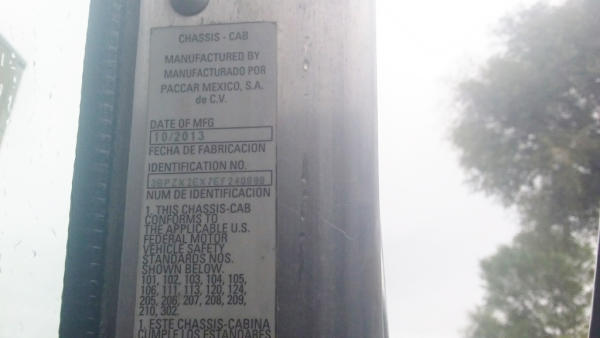 CHASSIS - CAB
MANUFACTURED BY
MANUFACTURADO POR
PACCAR MEXICO, S.A.
de C.V.
DATE OF MFG
10/2013
FECHA DE FABRICACION
IDENTIFICATION NO.
NUM DE IDENTIFICACION
1. THIS CHASSIS-CAB
CONFORMS TO
THE APPLICABLE U.S.
FEDERAL MOTOR
VEHICLE SAFETY
STANDARDS NOS.
SHOWN BELOW.
101, 102, 103, 104, 105,
106, 111, 113, 120, 124,
205, 206, 207, 208, 209,
210, 302.
1. ESTE CHASSIS-CABINA
CUMPLE LOS ESTANDARES